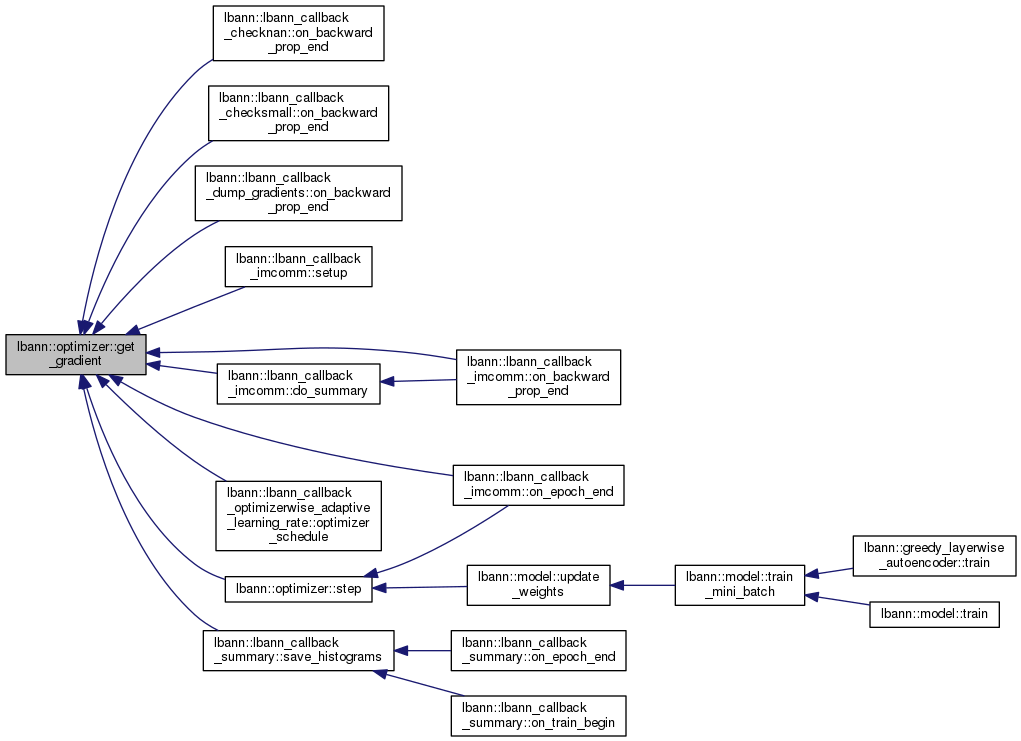 lbann::lbann_callback
_checknan::on_backward
_prop_end
lbann::lbann_callback
_checksmall::on_backward
_prop_end
lbann::lbann_callback
_dump_gradients::on_backward
_prop_end
lbann::lbann_callback
_imcomm::setup
lbann::optimizer::get
_gradient
lbann::lbann_callback
_imcomm::do_summary
lbann::lbann_callback
_imcomm::on_backward
_prop_end
lbann::lbann_callback
_imcomm::on_epoch_end
lbann::lbann_callback
_optimizerwise_adaptive
_learning_rate::optimizer
_schedule
lbann::optimizer::step
lbann::model::update
_weights
lbann::model::train
_mini_batch
lbann::greedy_layerwise
_autoencoder::train
lbann::model::train
lbann::lbann_callback
_summary::save_histograms
lbann::lbann_callback
_summary::on_epoch_end
lbann::lbann_callback
_summary::on_train_begin